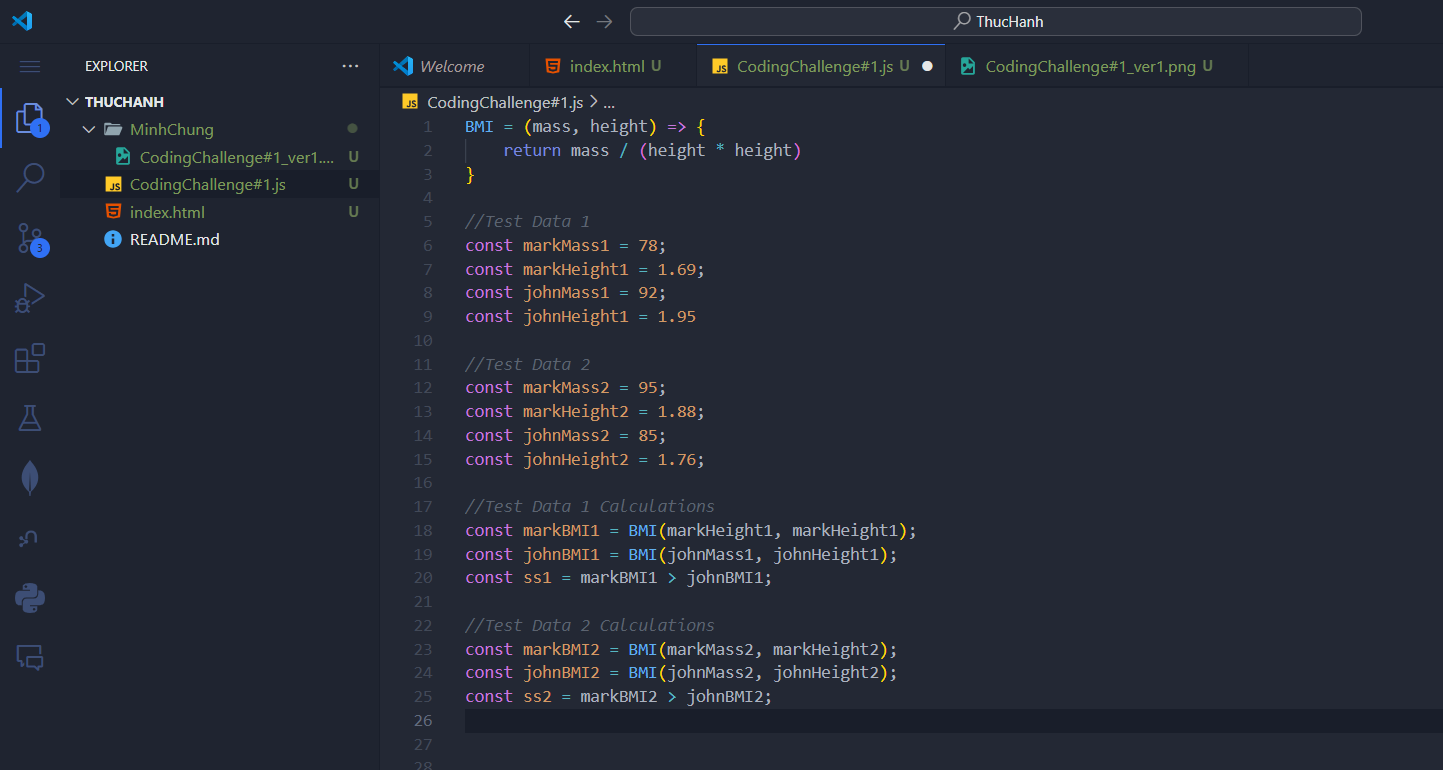 ThucHanh
EXPLORER ...
Welcome
index.html U
CodingChallenge#1.js U
CodingChallenge#1_ver1.png U
THUCHANH
MinhChung
CodingChallenge#1_ver1.... U
CodingChallenge#1.js U
index.html U
README.md
1
3
JS CodingChallenge#1.js > ...
1 BMI = (mass, height) => {
2 return mass / (height * height)
3 }
4
5 //Test Data 1
6 const markMass1 = 78;
7 const markHeight1 = 1.69;
8 const johnMass1 = 92;
9 const johnHeight1 = 1.95
10
11 //Test Data 2
12 const markMass2 = 95;
13 const markHeight2 = 1.88;
14 const johnMass2 = 85;
15 const johnHeight2 = 1.76;
16
17 //Test Data 1 Calculations
18 const markBMI1 = BMI(markHeight1, markHeight1);
19 const johnBMI1 = BMI(johnMass1, johnHeight1);
20 const ss1 = markBMI1 > johnBMI1;
21
22 //Test Data 2 Calculations
23 const markBMI2 = BMI(markMass2, markHeight2);
24 const johnBMI2 = BMI(johnMass2, johnHeight2);
25 const ss2 = markBMI2 > johnBMI2;
26
27
28